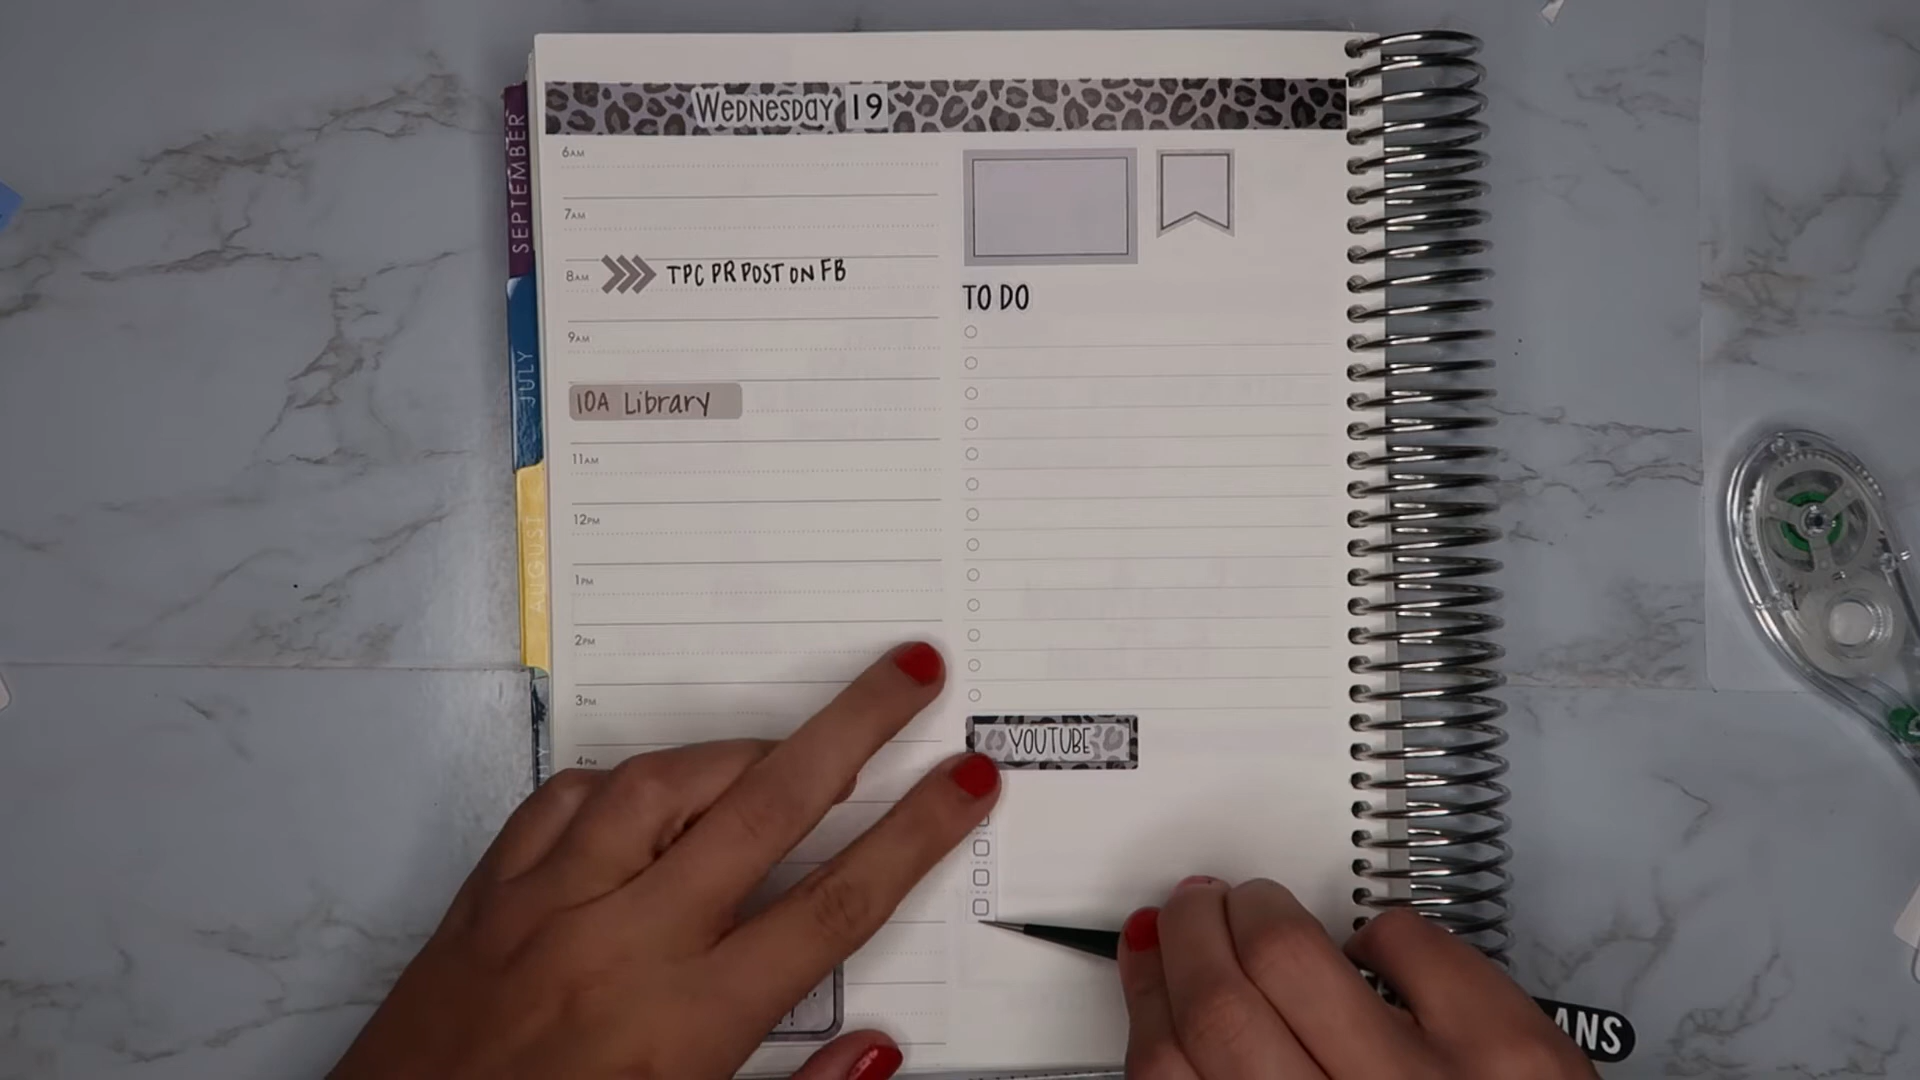 Wednesday 19
SEPTEMBER
JULY
AUGUST
6AM
7AM
8AM TPC PR POST ON FB
9AM
10A Library
11AM
12PM
1PM
2PM
3PM
4PM
TO DO
YOUTUBE